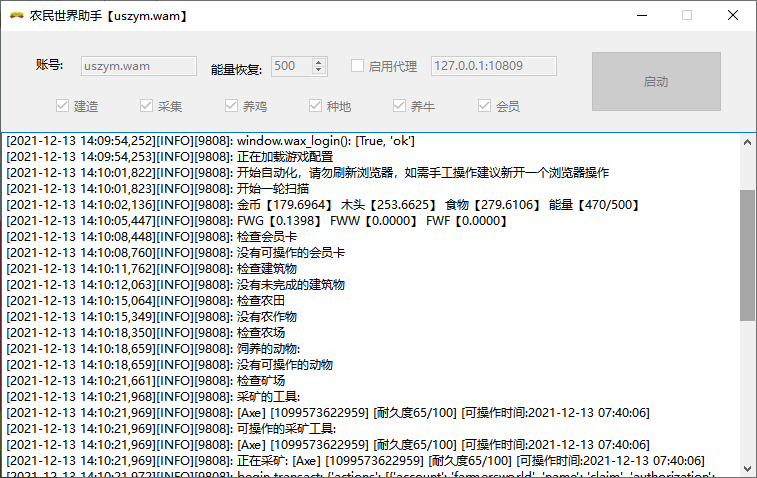 农民世界助手【uszym.wam】
账号: uszym.wam 能量恢复: 500 启用代理 127.0.0.1:10809 启动
建造 采集 养鸡 种地 养牛 会员
[2021-12-13 14:09:54,252][INFO][9808]: window.wax_login(): [True, 'ok']
[2021-12-13 14:09:54,253][INFO][9808]: 正在加载游戏配置
[2021-12-13 14:10:01,822][INFO][9808]: 开始自动化，请勿刷新浏览器，如需手工操作建议新开一个浏览器操作
[2021-12-13 14:10:01,823][INFO][9808]: 开始一轮扫描
[2021-12-13 14:10:02,136][INFO][9808]: 金币【179.6964】 木头【253.6625】 食物【279.6106】 能量【470/500】
[2021-12-13 14:10:05,447][INFO][9808]: FWG【0.1398】 FWW【0.0000】 FWF【0.0000】
[2021-12-13 14:10:08,448][INFO][9808]: 检查会员卡
[2021-12-13 14:10:08,760][INFO][9808]: 没有可操作的会员卡
[2021-12-13 14:10:11,762][INFO][9808]: 检查建筑物
[2021-12-13 14:10:12,063][INFO][9808]: 没有未完成的建筑物
[2021-12-13 14:10:15,064][INFO][9808]: 检查农田
[2021-12-13 14:10:15,349][INFO][9808]: 没有农作物
[2021-12-13 14:10:18,350][INFO][9808]: 检查农场
[2021-12-13 14:10:18,659][INFO][9808]: 饲养的动物:
[2021-12-13 14:10:18,659][INFO][9808]: 没有可操作的动物
[2021-12-13 14:10:21,661][INFO][9808]: 检查矿场
[2021-12-13 14:10:21,968][INFO][9808]: 采矿的工具:
[2021-12-13 14:10:21,969][INFO][9808]: [Axe] [1099573622959] [耐久度65/100] [可操作时间:2021-12-13 07:40:06]
[2021-12-13 14:10:21,969][INFO][9808]: 可操作的采矿工具:
[2021-12-13 14:10:21,969][INFO][9808]: [Axe] [1099573622959] [耐久度65/100] [可操作时间:2021-12-13 07:40:06]
[2021-12-13 14:10:21,969][INFO][9808]: 正在采矿: [Axe] [1099573622959] [耐久度65/100] [可操作时间:2021-12-13 07:40:06]
[2021-12-13 14:10:21,972][INFO][9808]: begin transact: {'actions': [{'account': 'farmersworld', 'name': 'claim', 'authorization':